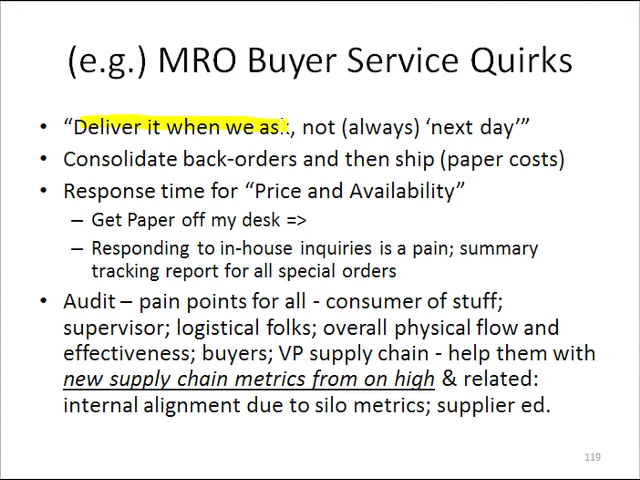 (e.g.) MRO Buyer Service Quirks
• “Deliver it when we ask, not (always) ‘next day’”
• Consolidate back-orders and then ship (paper costs)
• Response time for “Price and Availability”
– Get Paper off my desk =>
– Responding to in-house inquiries is a pain; summary
tracking report for all special orders
• Audit – pain points for all - consumer of stuff;
supervisor; logistical folks; overall physical flow and
effectiveness; buyers; VP supply chain - help them with
new supply chain metrics from on high & related:
internal alignment due to silo metrics; supplier ed.
119